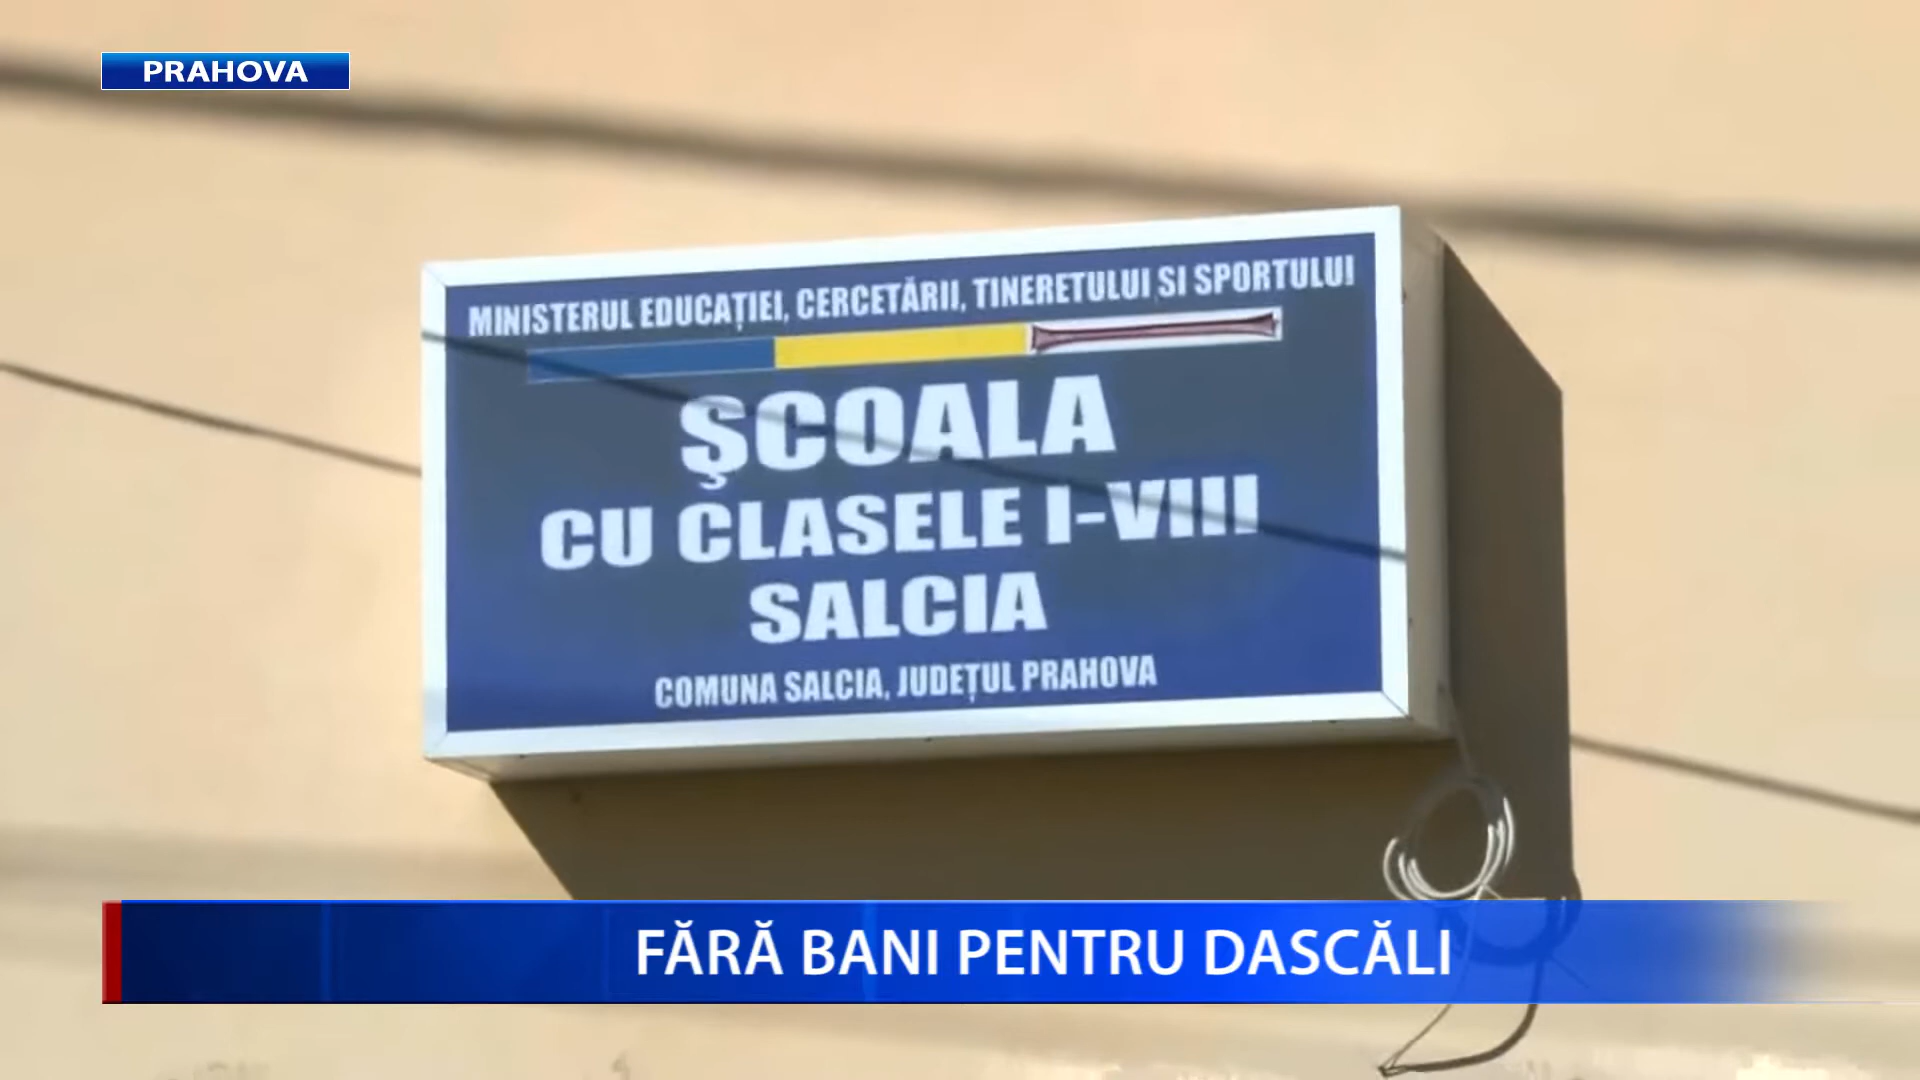 PRAHOVA
MINISTERUL EDUCAȚIEI, CERCETĂRII, TINERETULUI SI SPORTULUI
ŞCOALA
CU CLASELE I-VIII
SALCIA
COMUNA SALCIA, JUDEȚUL PRAHOVA
FĂRĂ BANI PENTRU DASCĂLI